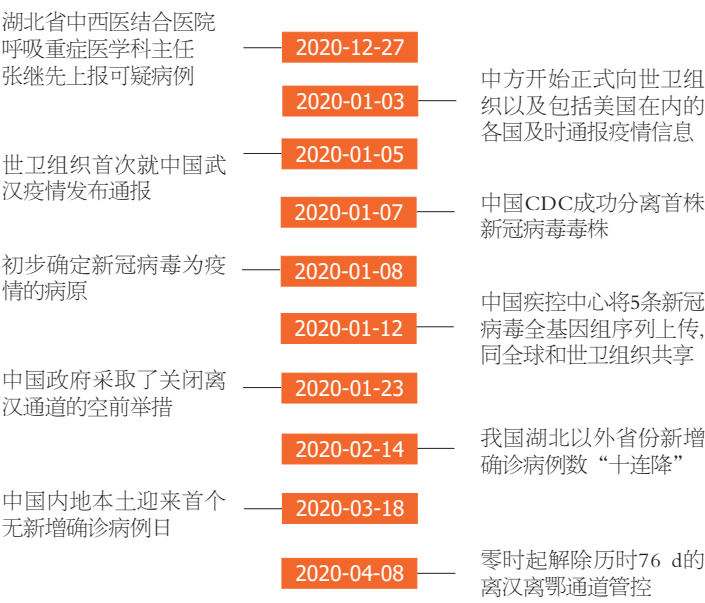 湖北省中西医结合医院
呼吸重症医学科主任
张继先上报可疑病例
2020-12-27
2020-01-03
中方开始正式向世卫组
织以及包括美国在内的
各国及时通报疫情信息
2020-01-05
世卫组织首次就中国武
汉疫情发布通报
2020-01-07
中国CDC成功分离首株
新冠病毒毒株
初步确定新冠病毒为疫
情的病原
2020-01-08
2020-01-12
中国疾控中心将5条新冠
病毒全基因组序列上传,
同全球和世卫组织共享
中国政府采取了关闭离
汉通道的空前举措
2020-01-23
2020-02-14
我国湖北以外省份新增
确诊病例数“十连降”
中国内地本土迎来首个
无新增确诊病例日
2020-03-18
2020-04-08
零时起解除历时76 d的
离汉离鄂通道管控